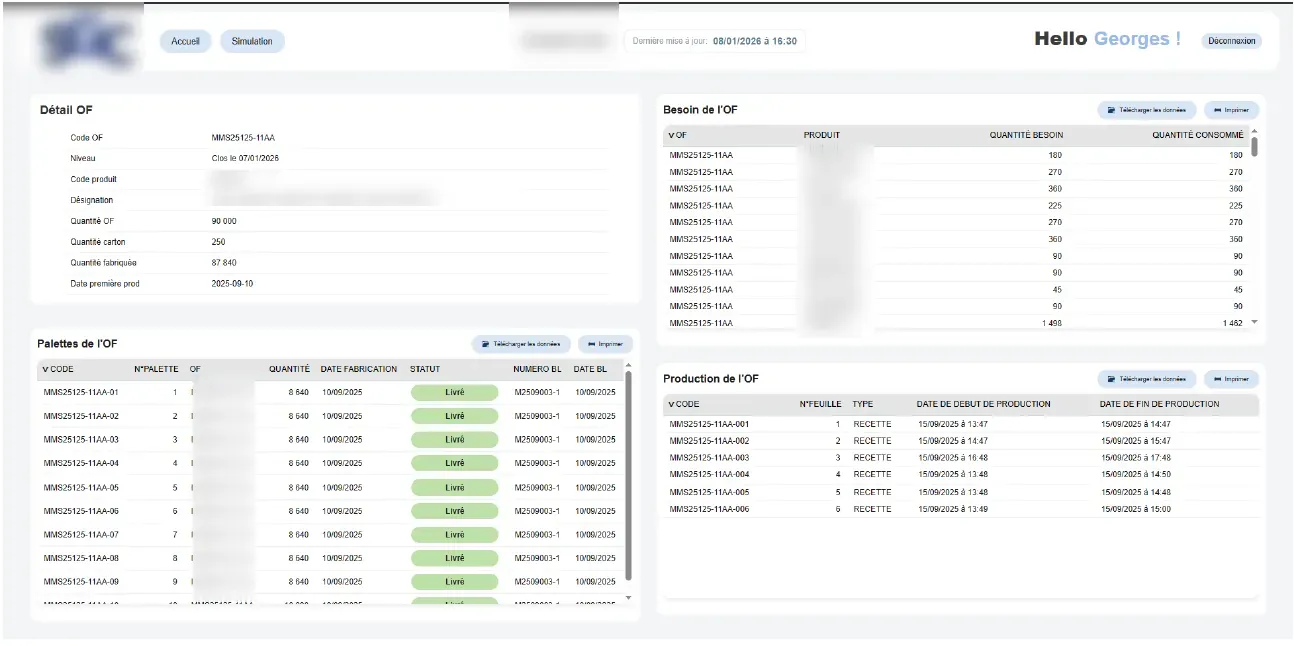 Accueil Simulation Dernière mise à jour: 08/01/2026 à 16:30 Hello Georges ! Déconnexion
Détail OF
Code OF MMS25125-11AA
Niveau Clos le 07/01/2026
Code produit
Désignation
Quantité OF 90 000
Quantité carton 250
Quantité fabriquée 87 840
Date première prod 2025-09-10
Palettes de l'OF Télécharger les données Imprimer
CODE N°PALETTE OF QUANTITÉ DATE FABRICATION STATUT NUMERO BL DATE BL
MMS25125-11AA-01 1 8 640 10/09/2025 Livré M2509003-1 10/09/2025
MMS25125-11AA-02 2 8 640 10/09/2025 Livré M2509003-1 10/09/2025
MMS25125-11AA-03 3 8 640 10/09/2025 Livré M2509003-1 10/09/2025
MMS25125-11AA-04 4 8 640 10/09/2025 Livré M2509003-1 10/09/2025
MMS25125-11AA-05 5 8 640 10/09/2025 Livré M2509003-1 10/09/2025
MMS25125-11AA-06 6 8 640 10/09/2025 Livré M2509003-1 10/09/2025
MMS25125-11AA-07 7 8 640 10/09/2025 Livré M2509003-1 10/09/2025
MMS25125-11AA-08 8 8 640 10/09/2025 Livré M2509003-1 10/09/2025
MMS25125-11AA-09 9 8 640 10/09/2025 Livré M2509003-1 10/09/2025
Besoin de l'OF Télécharger les données Imprimer
OF PRODUIT QUANTITÉ BESOIN QUANTITÉ CONSOMMÉ
MMS25125-11AA 180 180
MMS25125-11AA 270 270
MMS25125-11AA 360 360
MMS25125-11AA 225 225
MMS25125-11AA 270 270
MMS25125-11AA 360 360
MMS25125-11AA 90 90
MMS25125-11AA 90 90
MMS25125-11AA 45 45
MMS25125-11AA 90 90
MMS25125-11AA 1 498 1 462
Production de l'OF Télécharger les données Imprimer
CODE N°FEUILLE TYPE DATE DE DEBUT DE PRODUCTION DATE DE FIN DE PRODUCTION
MMS25125-11AA-001 1 RECETTE 15/09/2025 à 13:47 15/09/2025 à 14:47
MMS25125-11AA-002 2 RECETTE 15/09/2025 à 14:47 15/09/2025 à 15:47
MMS25125-11AA-003 3 RECETTE 15/09/2025 à 16:48 15/09/2025 à 17:48
MMS25125-11AA-004 4 RECETTE 15/09/2025 à 13:48 15/09/2025 à 14:50
MMS25125-11AA-005 5 RECETTE 15/09/2025 à 13:48 15/09/2025 à 14:48
MMS25125-11AA-006 6 RECETTE 15/09/2025 à 13:49 15/09/2025 à 15:00